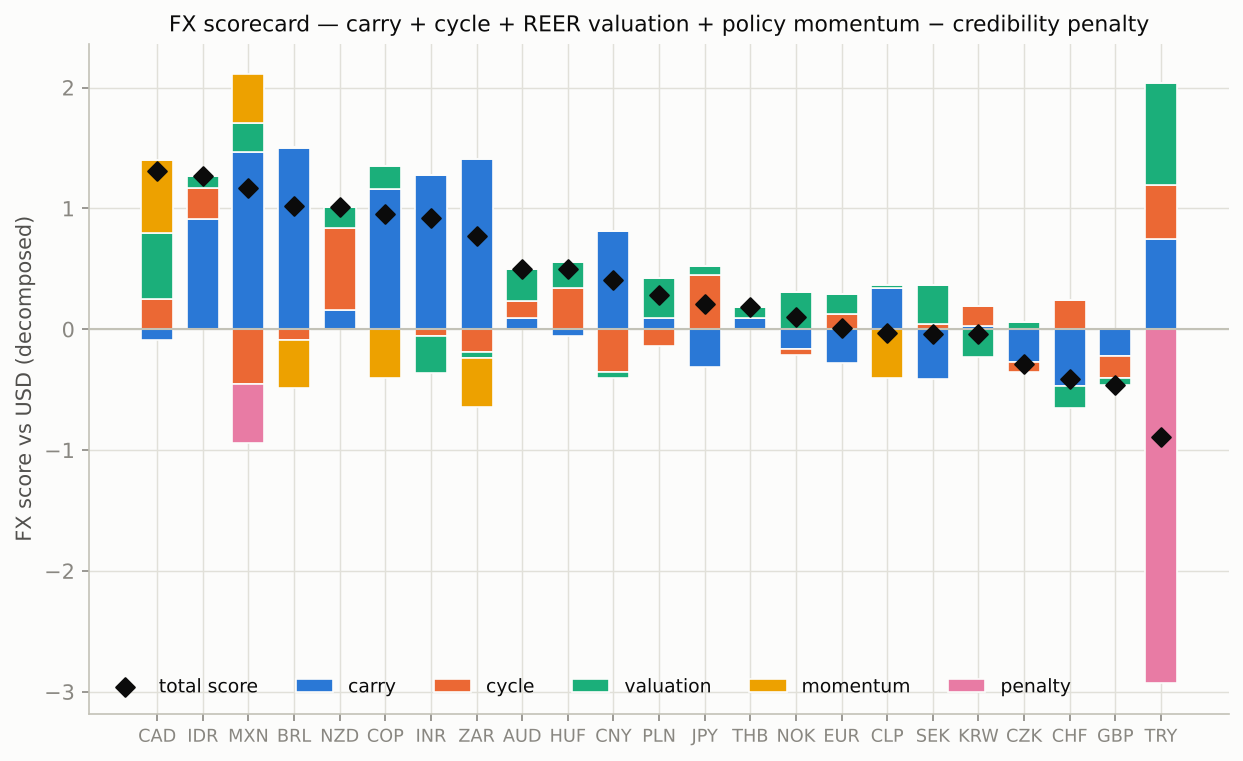 FX scorecard — carry + cycle + REER valuation + policy momentum − credibility penalty
FX score vs USD (decomposed)
2
1
0
−1
−2
−3
total score carry cycle valuation momentum penalty
CAD IDR MXN BRL NZD COP INR ZAR AUD HUF CNY PLN JPY THB NOK EUR CLP SEK KRW CZK CHF GBP TRY